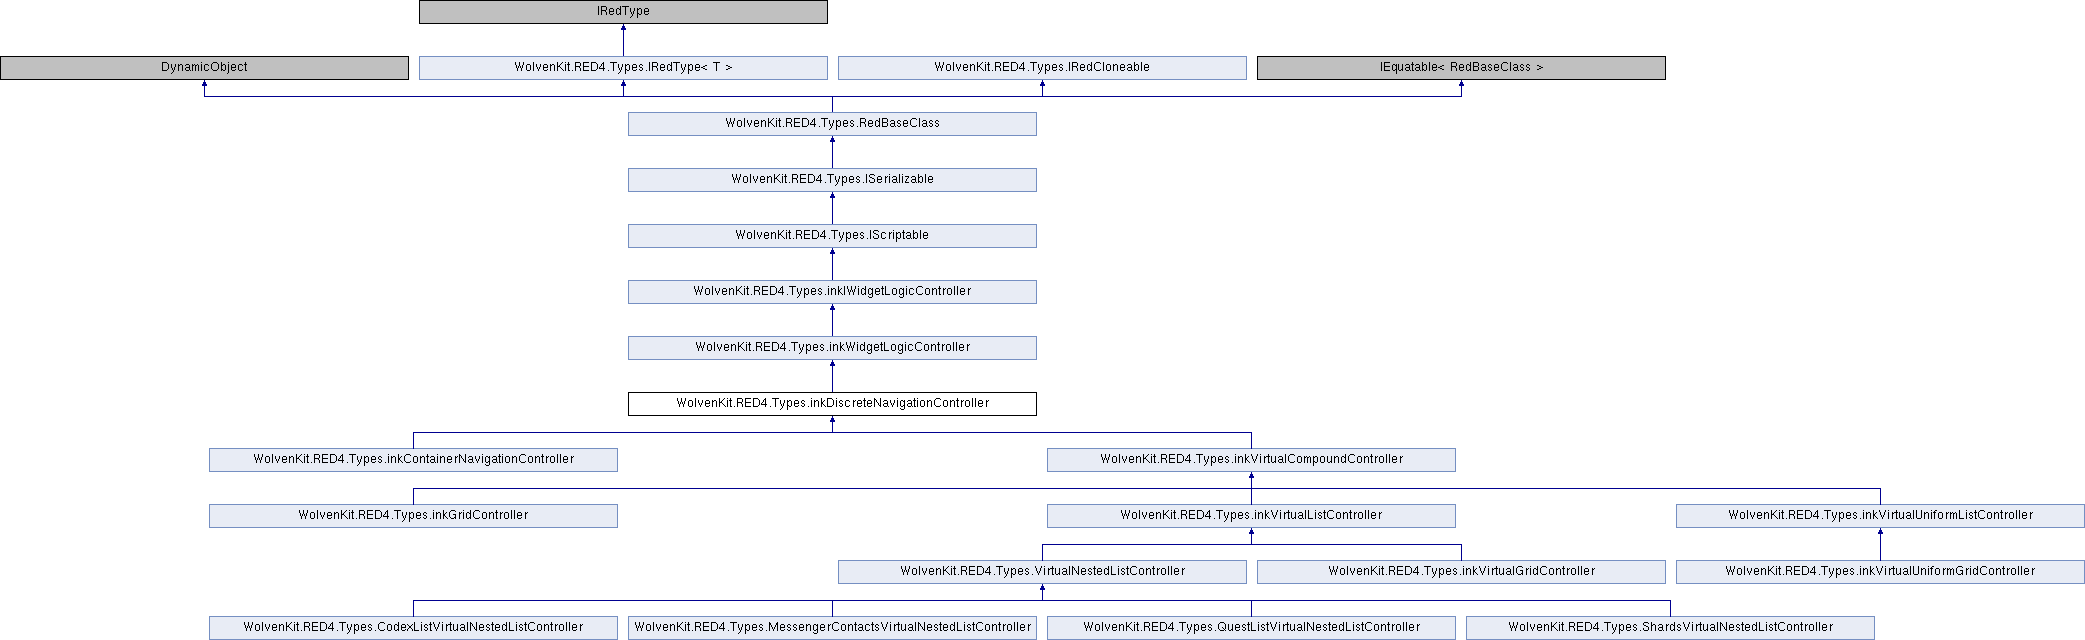 IRedType
DynamicObject
WolvenKit.RED4.Types.IRedType< T >
WolvenKit.RED4.Types.IRedCloneable
IEquatable< RedBaseClass >
WolvenKit.RED4.Types.RedBaseClass
WolvenKit.RED4.Types.ISerializable
WolvenKit.RED4.Types.IScriptable
WolvenKit.RED4.Types.inkIWidgetLogicController
WolvenKit.RED4.Types.inkWidgetLogicController
WolvenKit.RED4.Types.inkDiscreteNavigationController
WolvenKit.RED4.Types.inkContainerNavigationController
WolvenKit.RED4.Types.inkVirtualCompoundController
WolvenKit.RED4.Types.inkGridController
WolvenKit.RED4.Types.inkVirtualListController
WolvenKit.RED4.Types.inkVirtualUniformListController
WolvenKit.RED4.Types.VirtualNestedListController
WolvenKit.RED4.Types.inkVirtualGridController
WolvenKit.RED4.Types.inkVirtualUniformGridController
WolvenKit.RED4.Types.CodexListVirtualNestedListController
WolvenKit.RED4.Types.MessengerContactsVirtualNestedListController
WolvenKit.RED4.Types.QuestListVirtualNestedListController
WolvenKit.RED4.Types.ShardsVirtualNestedListController